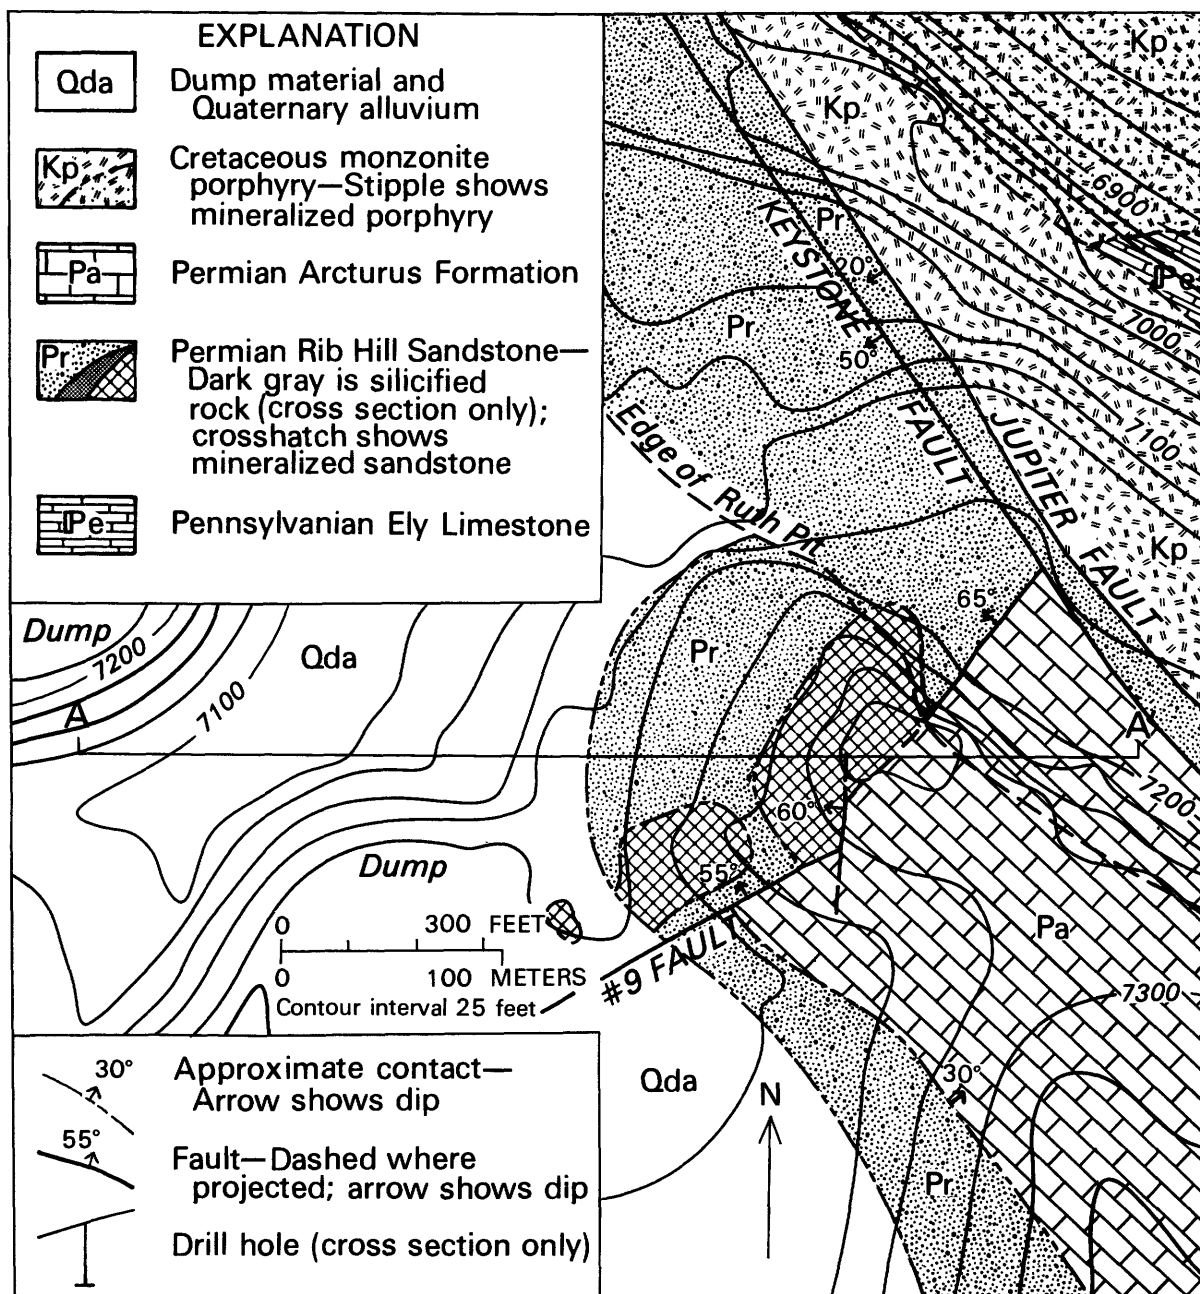 EXPLANATION
Qda
Dump material and
Quaternary alluvium
Kp
Cretaceous monzonite
porphyry—Stipple shows
mineralized porphyry
Pa
Permian Arcturus Formation
Pr
Permian Rib Hill Sandstone—
Dark gray is silicified
rock (cross section only);
crosshatch shows
mineralized sandstone
ℙe
Pennsylvanian Ely Limestone
Kp
Kp
6900
Pr
KEYSTONE
20°
ℙe
7000
Pr
50°
FAULT
JUPITER
7100
Edge of Ruth Pit
Kp
FAULT
65°
Dump
7200
Qda
Pr
7100
A
A'
7200
60°
Dump
55°
0 300 FEET
0 100 METERS
Contour interval 25 feet
#9 FAULT
Pa
7300
30°
Approximate contact—
Arrow shows dip
55°
Fault—Dashed where
projected; arrow shows dip
Drill hole (cross section only)
Qda
N
30°
Pr